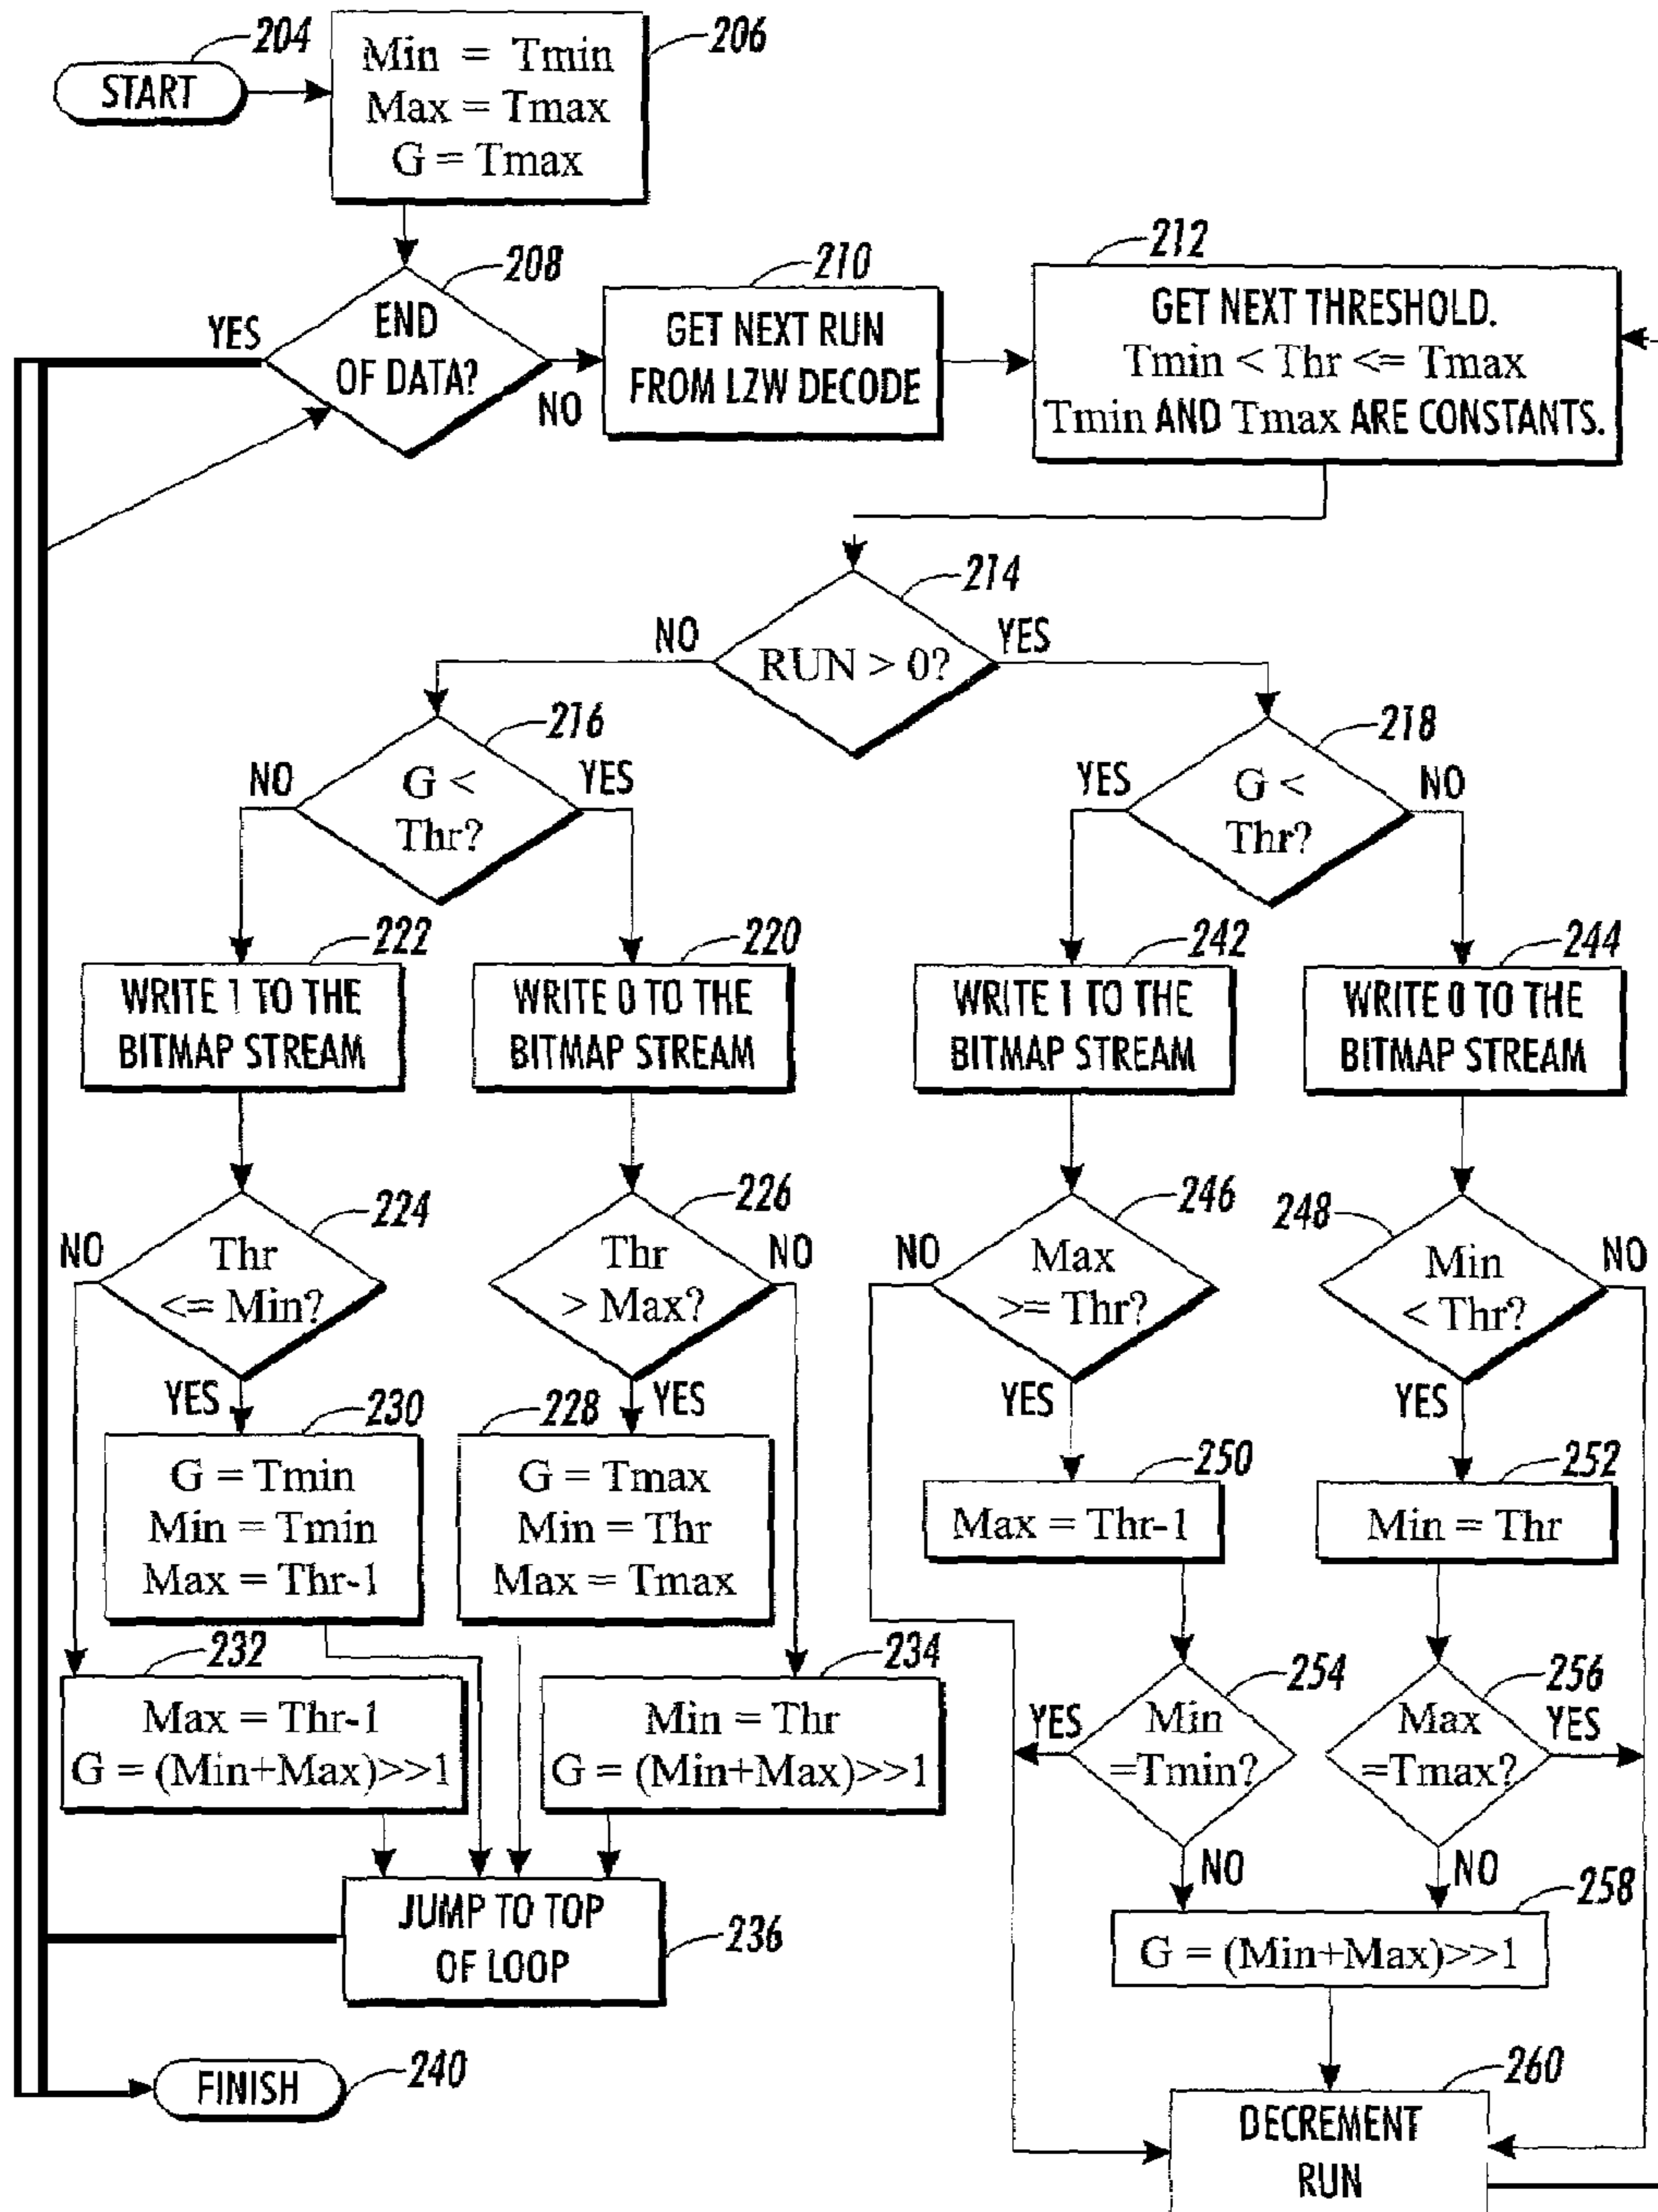 204
START
206
Min = Tmin
Max = Tmax
G = Tmax
208
END
OF DATA?
YES
NO
210
GET NEXT RUN
FROM LZW DECODE
212
GET NEXT THRESHOLD.
Tmin < Thr <= Tmax
Tmin AND Tmax ARE CONSTANTS.
214
RUN > 0?
NO
YES
216
G <
Thr?
NO
YES
218
G <
Thr?
YES
NO
222
WRITE 1 TO THE
BITMAP STREAM
220
WRITE 0 TO THE
BITMAP STREAM
242
WRITE 1 TO THE
BITMAP STREAM
244
WRITE 0 TO THE
BITMAP STREAM
224
Thr
<= Min?
NO
YES
226
Thr
> Max?
NO
YES
246
Max
>= Thr?
NO
YES
248
Min
< Thr?
NO
YES
230
G = Tmin
Min = Tmin
Max = Thr-1
228
G = Tmax
Min = Thr
Max = Tmax
250
Max = Thr-1
252
Min = Thr
232
Max = Thr-1
G = (Min+Max)>>1
234
Min = Thr
G = (Min+Max)>>1
254
Min
=Tmin?
YES
NO
256
Max
=Tmax?
YES
NO
JUMP TO TOP
OF LOOP
236
258
G = (Min+Max)>>1
FINISH
240
260
DECREMENT
RUN